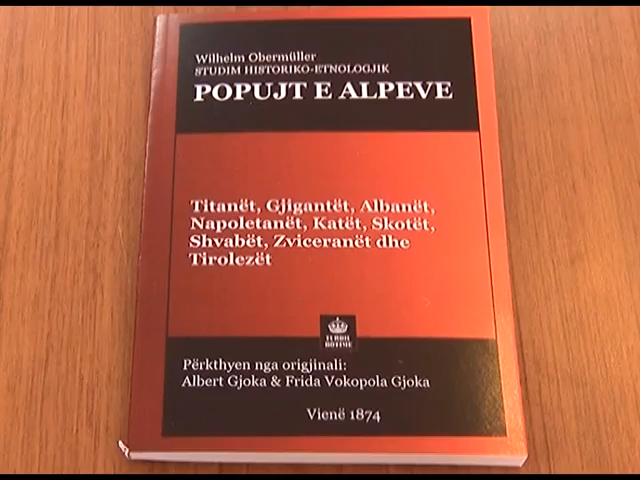 Wilhelm Obermüller
STUDIM HISTORIKO-ETNOLOGJIK
POPUJT E ALPEVE
Titanët, Gjigantët, Albanët,
Napoletanët, Katët, Skotët,
Shvabët, Zviceranët dhe
Tirolezët
BOTIME
Përkthyen nga origjinali:
Albert Gjoka & Frida Vokopola Gjoka
Vienë 1874